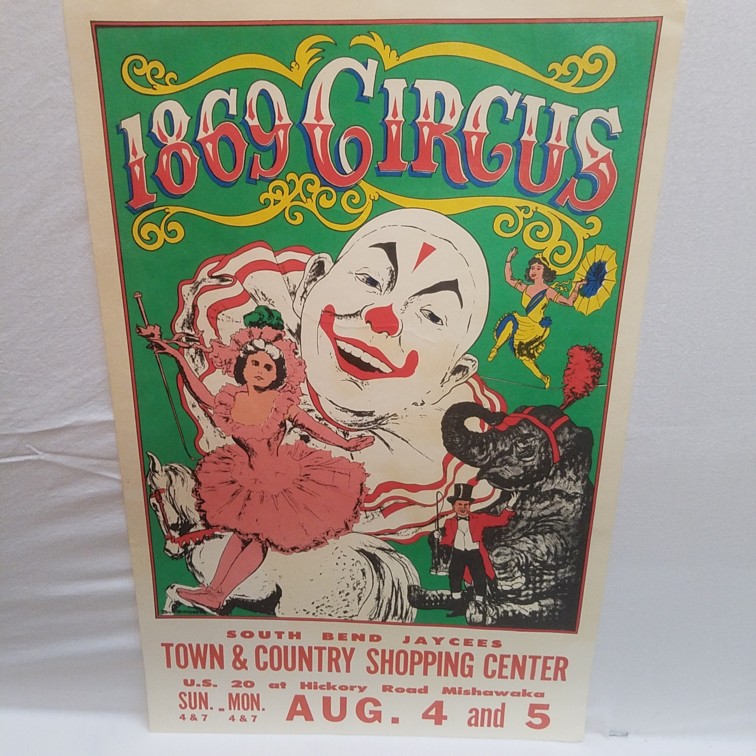 1869 CIRCUS
SOUTH BEND JAYCEES
TOWN & COUNTRY SHOPPING CENTER
U.S. 20 at Hickory Road Mishawaka
SUN. - MON. AUG. 4 and 5
4 & 7 4 & 7